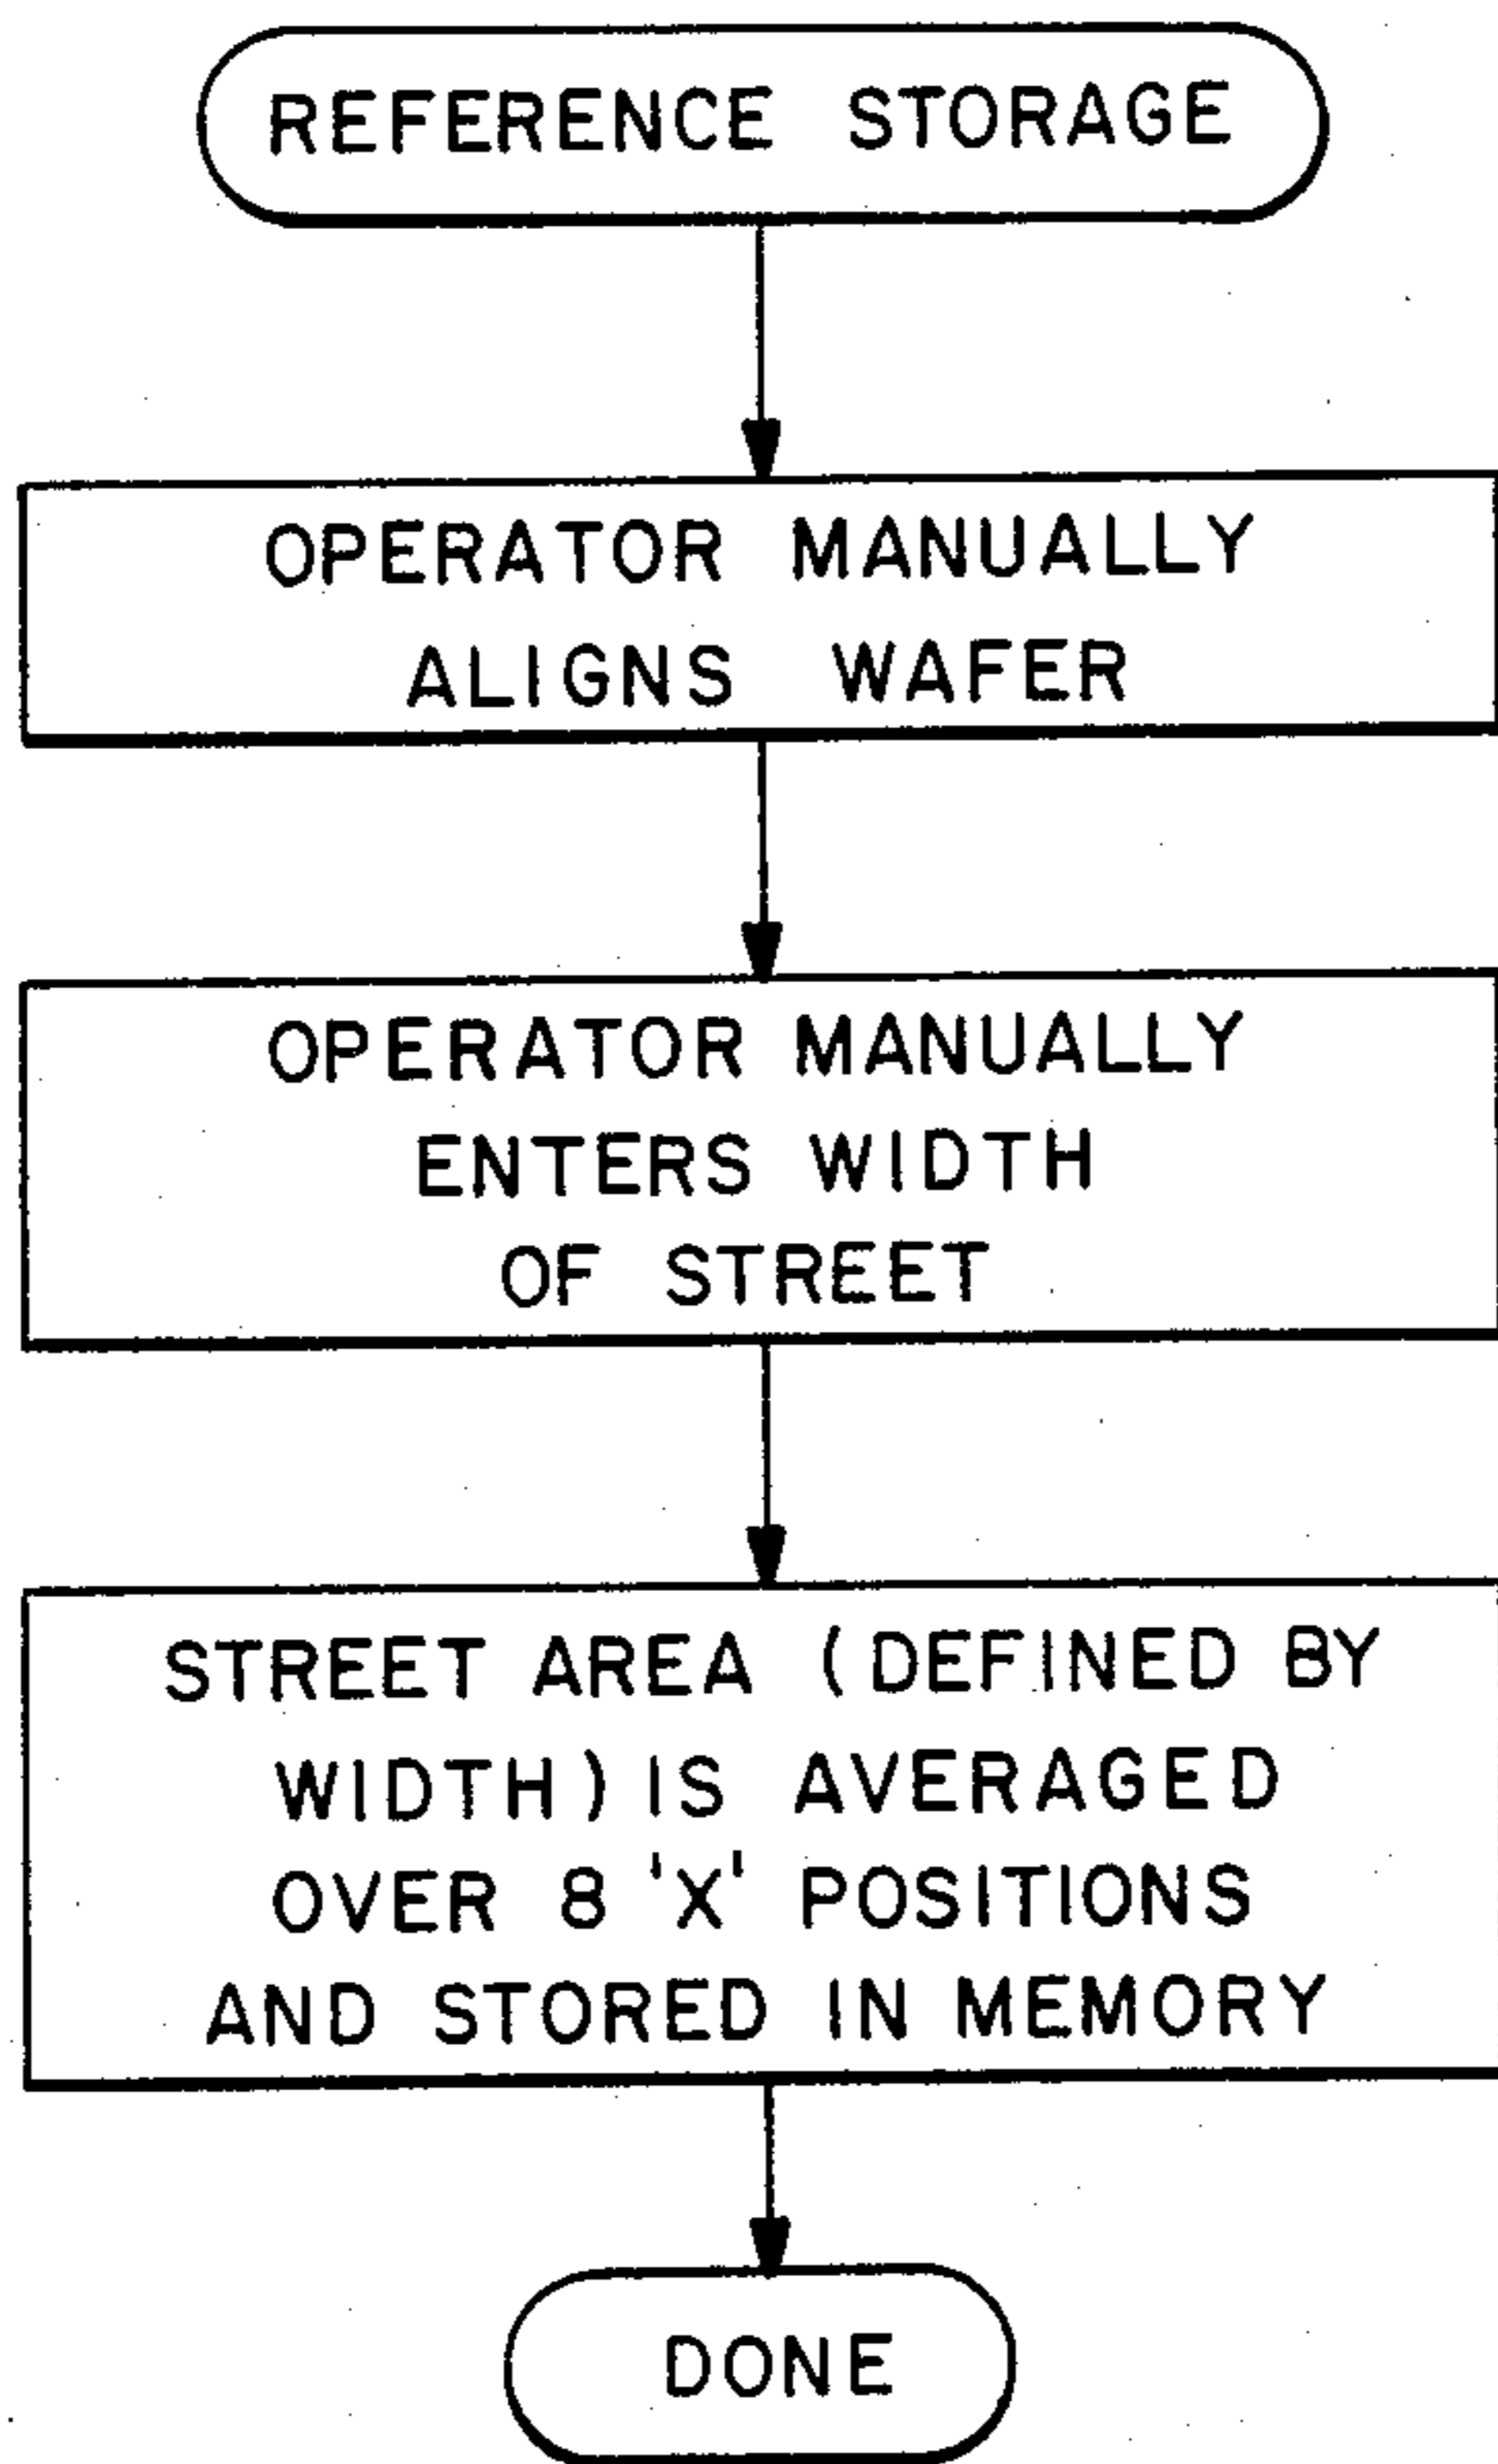 REFERENCE STORAGE
OPERATOR MANUALLY
ALIGNS WAFER
OPERATOR MANUALLY
ENTERS WIDTH
OF STREET
STREET AREA (DEFINED BY
WIDTH) IS AVERAGED
OVER 8 'X' POSITIONS
AND STORED IN MEMORY
DONE